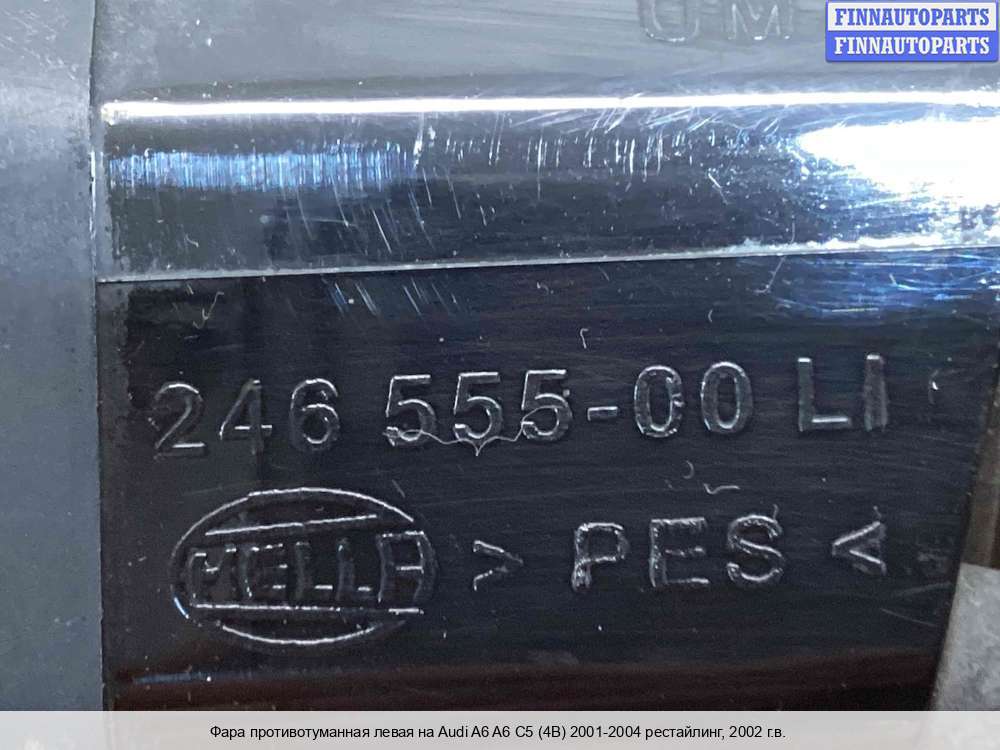 FINNAUTOPARTS
FINNAUTOPARTS
246 555-00 LI
HELLA > PES <
Фара противотуманная левая на Audi A6 A6 C5 (4B) 2001-2004 рестайлинг, 2002 г.в.